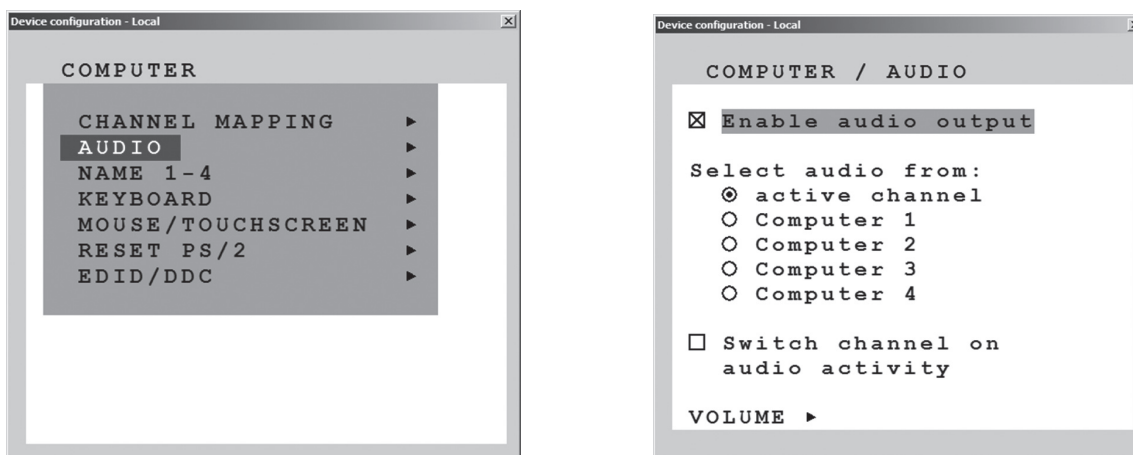 Device configuration - Local
COMPUTER
CHANNEL MAPPING
AUDIO
NAME 1-4
KEYBOARD
MOUSE/TOUCHSCREEN
RESET PS/2
EDID/DDC
Device configuration - Local
COMPUTER / AUDIO
Enable audio output
Select audio from:
active channel
Computer 1
Computer 2
Computer 3
Computer 4
Switch channel on
audio activity
VOLUME